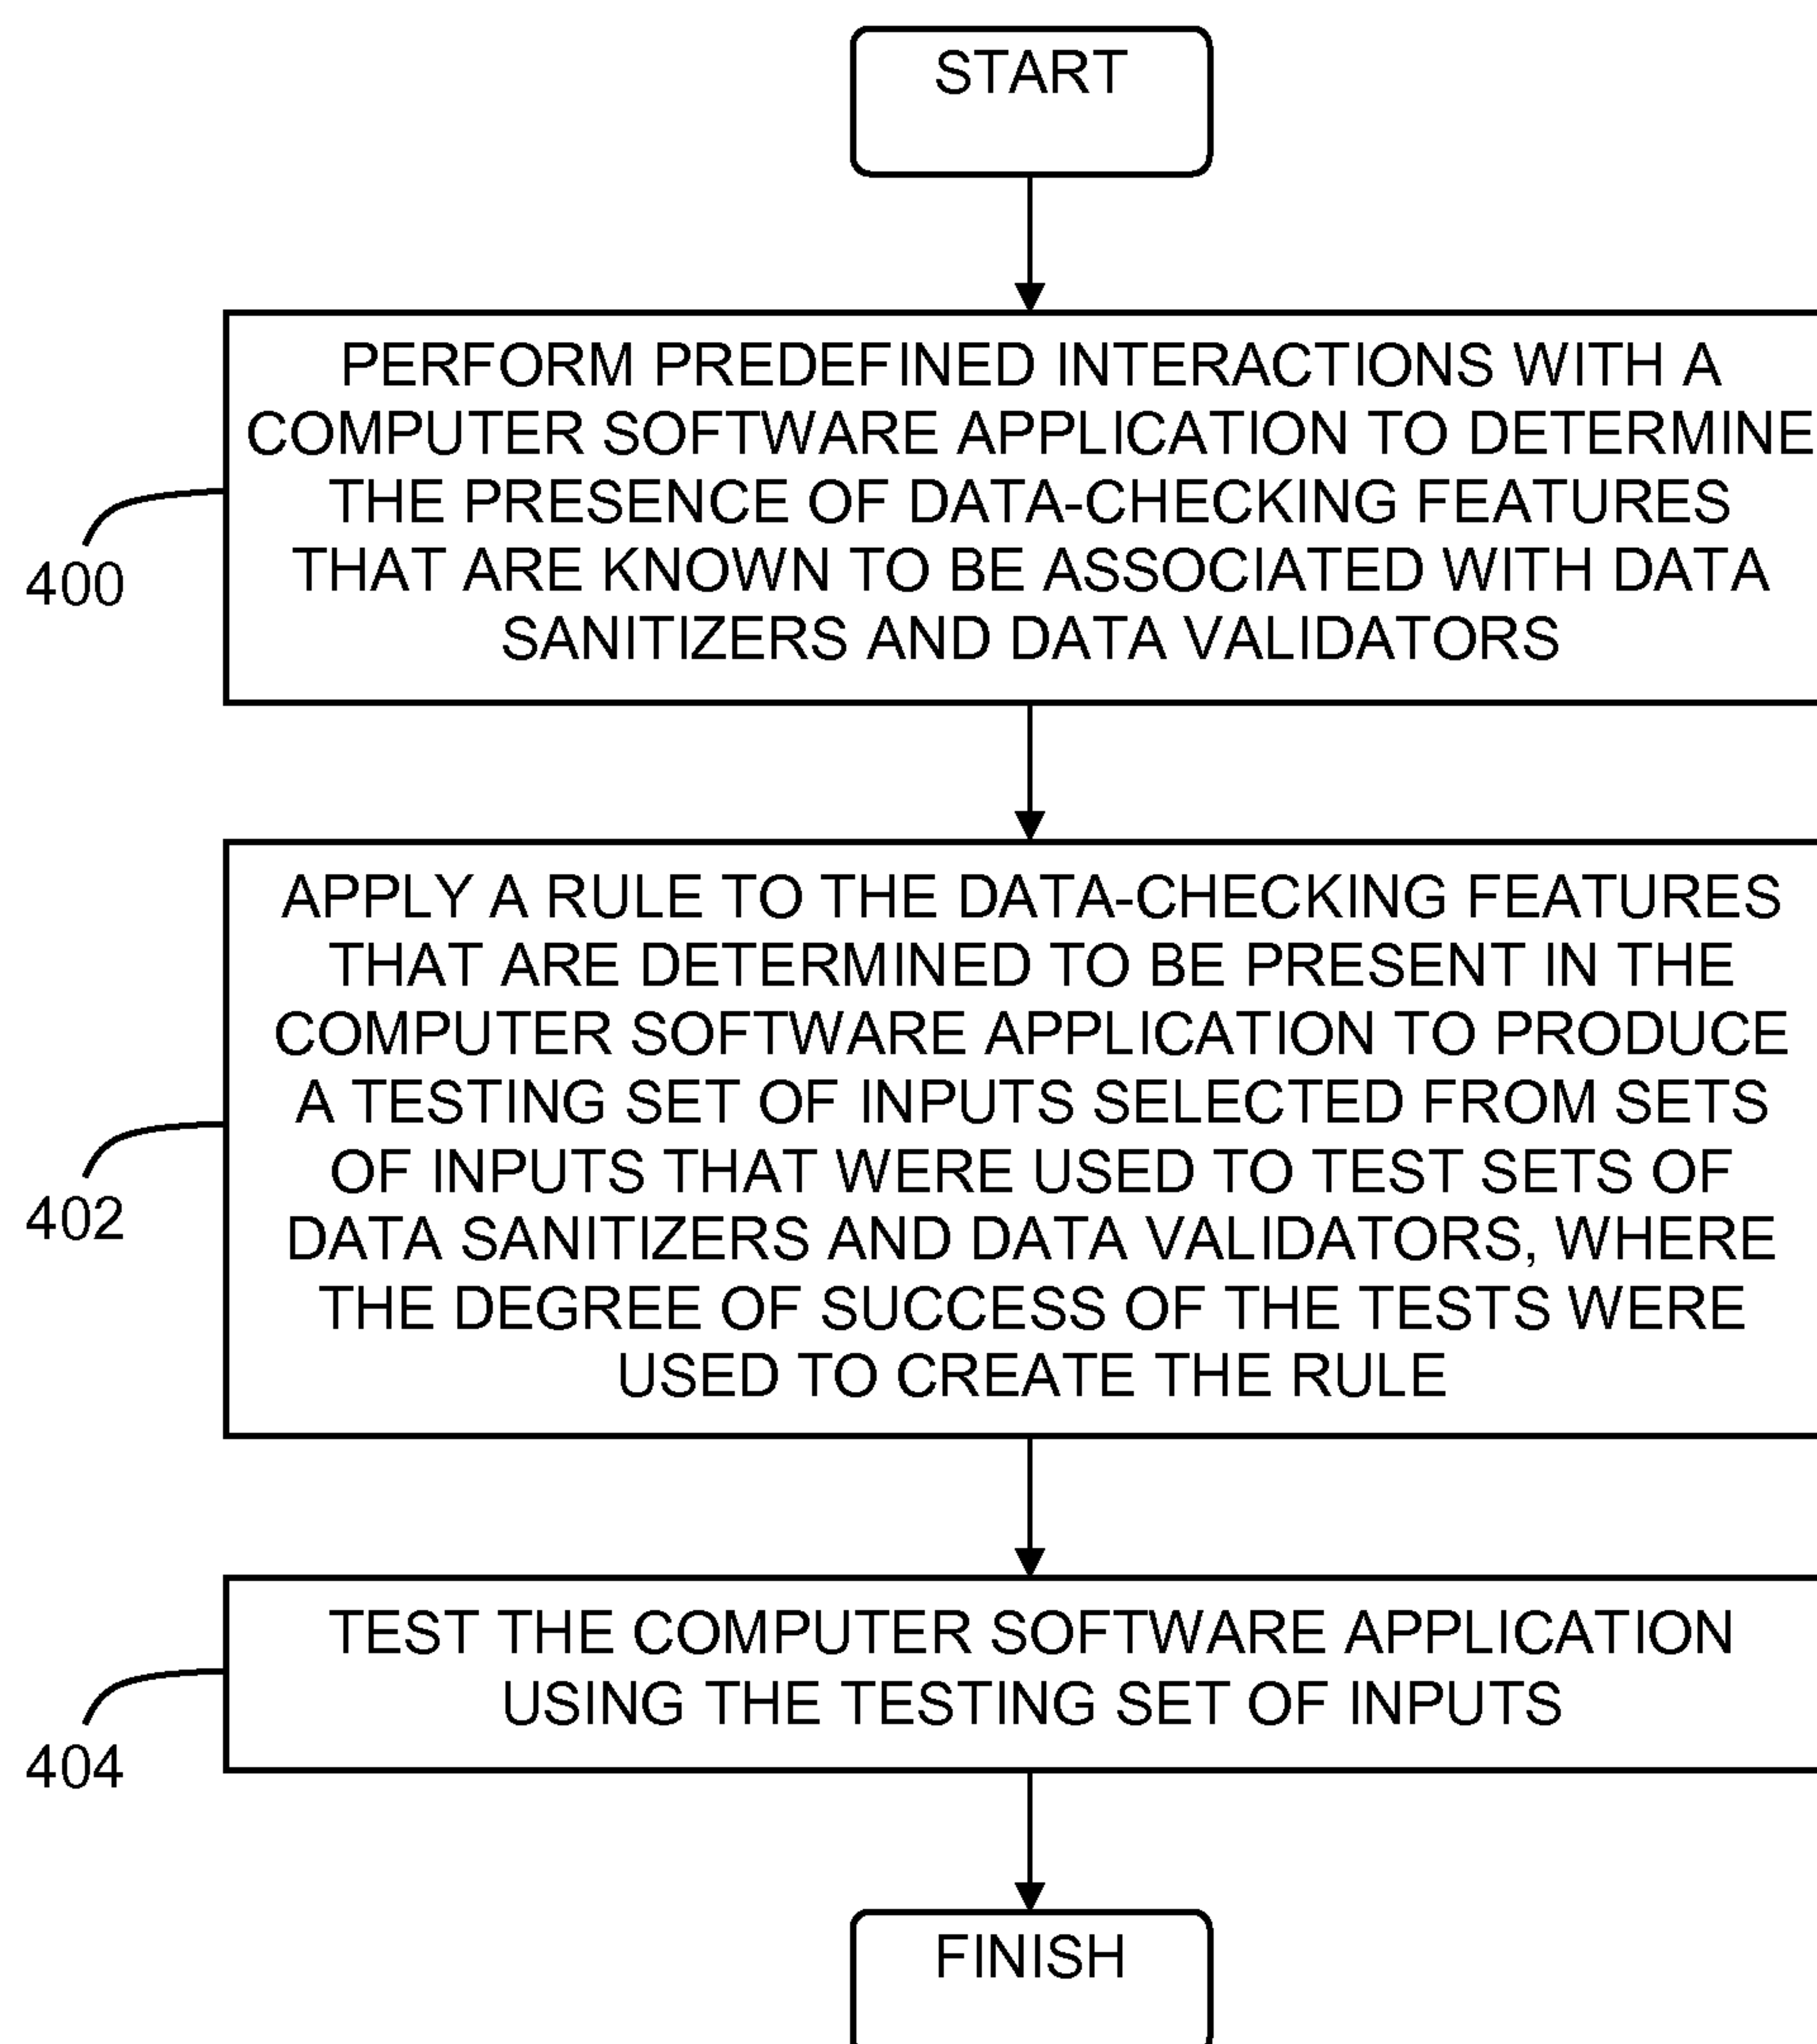 START
PERFORM PREDEFINED INTERACTIONS WITH A
COMPUTER SOFTWARE APPLICATION TO DETERMINE
THE PRESENCE OF DATA-CHECKING FEATURES
THAT ARE KNOWN TO BE ASSOCIATED WITH DATA
SANITIZERS AND DATA VALIDATORS
400
APPLY A RULE TO THE DATA-CHECKING FEATURES
THAT ARE DETERMINED TO BE PRESENT IN THE
COMPUTER SOFTWARE APPLICATION TO PRODUCE
A TESTING SET OF INPUTS SELECTED FROM SETS
OF INPUTS THAT WERE USED TO TEST SETS OF
DATA SANITIZERS AND DATA VALIDATORS, WHERE
THE DEGREE OF SUCCESS OF THE TESTS WERE
USED TO CREATE THE RULE
402
TEST THE COMPUTER SOFTWARE APPLICATION
USING THE TESTING SET OF INPUTS
404
FINISH